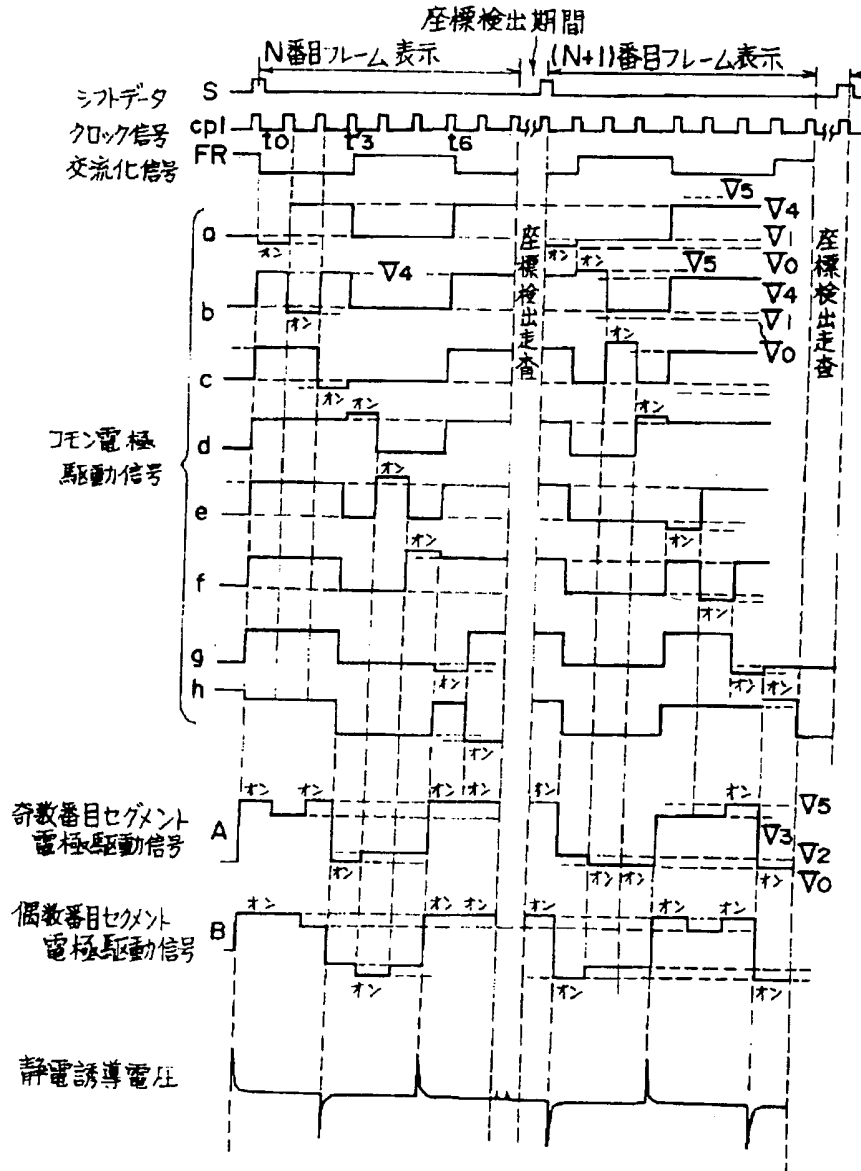 座標検出期間
N番目フレーム表示
(N+1)番目フレーム表示
シフトデータ S
クロック信号 cp1
t0 t3 t6
交流化信号 FR
V5
a V4
V1
オン オン V0
オン
b V4 V5
V4
オン V1
オン V0
座標検出走査
座標検出走査
c
オン オン
コモン電極
駆動信号
d オン
オン
e
オン オン
f
オン
g
オン オン オン
h
オン
オン オン オン オン オン オン
奇数番目セグメント
電極駆動信号
A V5
V3
V2
V0
オン オン オン オン
偶数番目セグメント
電極駆動信号
B オン オン オン オン オン オン
オン オン オン
静電誘導電圧